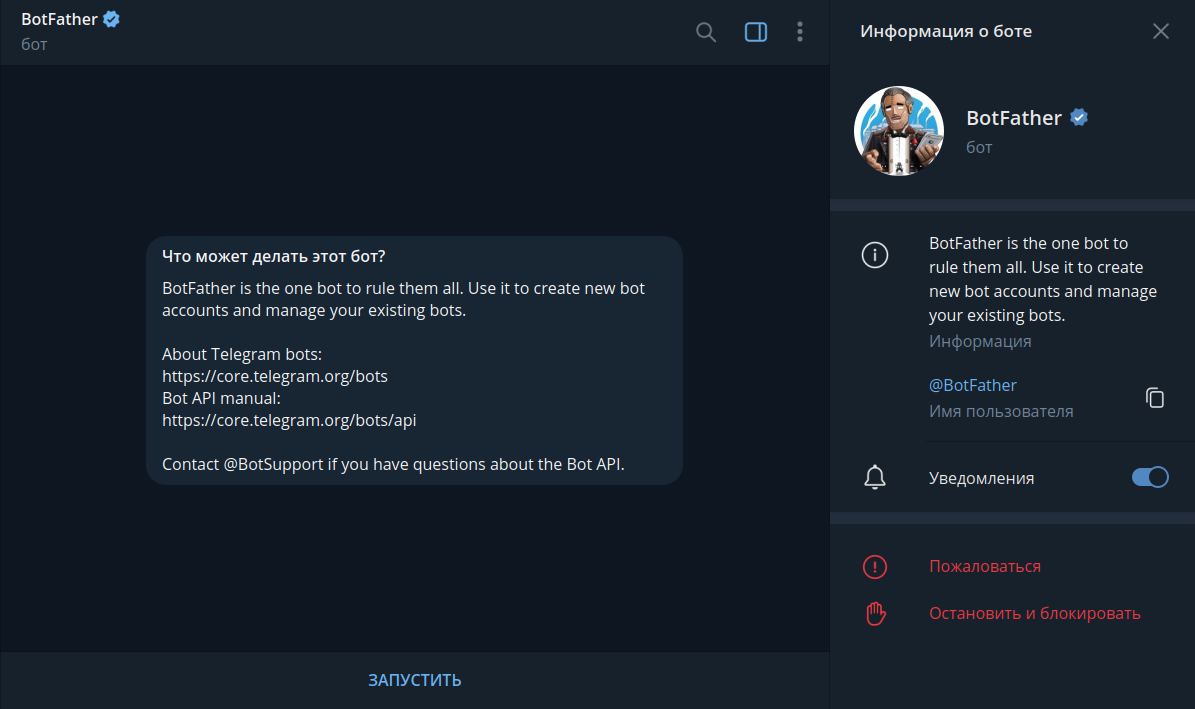 BotFather
бот
Что может делать этот бот?
BotFather is the one bot to rule them all. Use it to create new bot
accounts and manage your existing bots.
About Telegram bots:
https://core.telegram.org/bots
Bot API manual:
https://core.telegram.org/bots/api
Contact @BotSupport if you have questions about the Bot API.
ЗАПУСТИТЬ
Информация о боте
BotFather
бот
BotFather is the one bot to
rule them all. Use it to create
new bot accounts and manage
your existing bots.
Информация
@BotFather
Имя пользователя
Уведомления
Пожаловаться
Остановить и блокировать